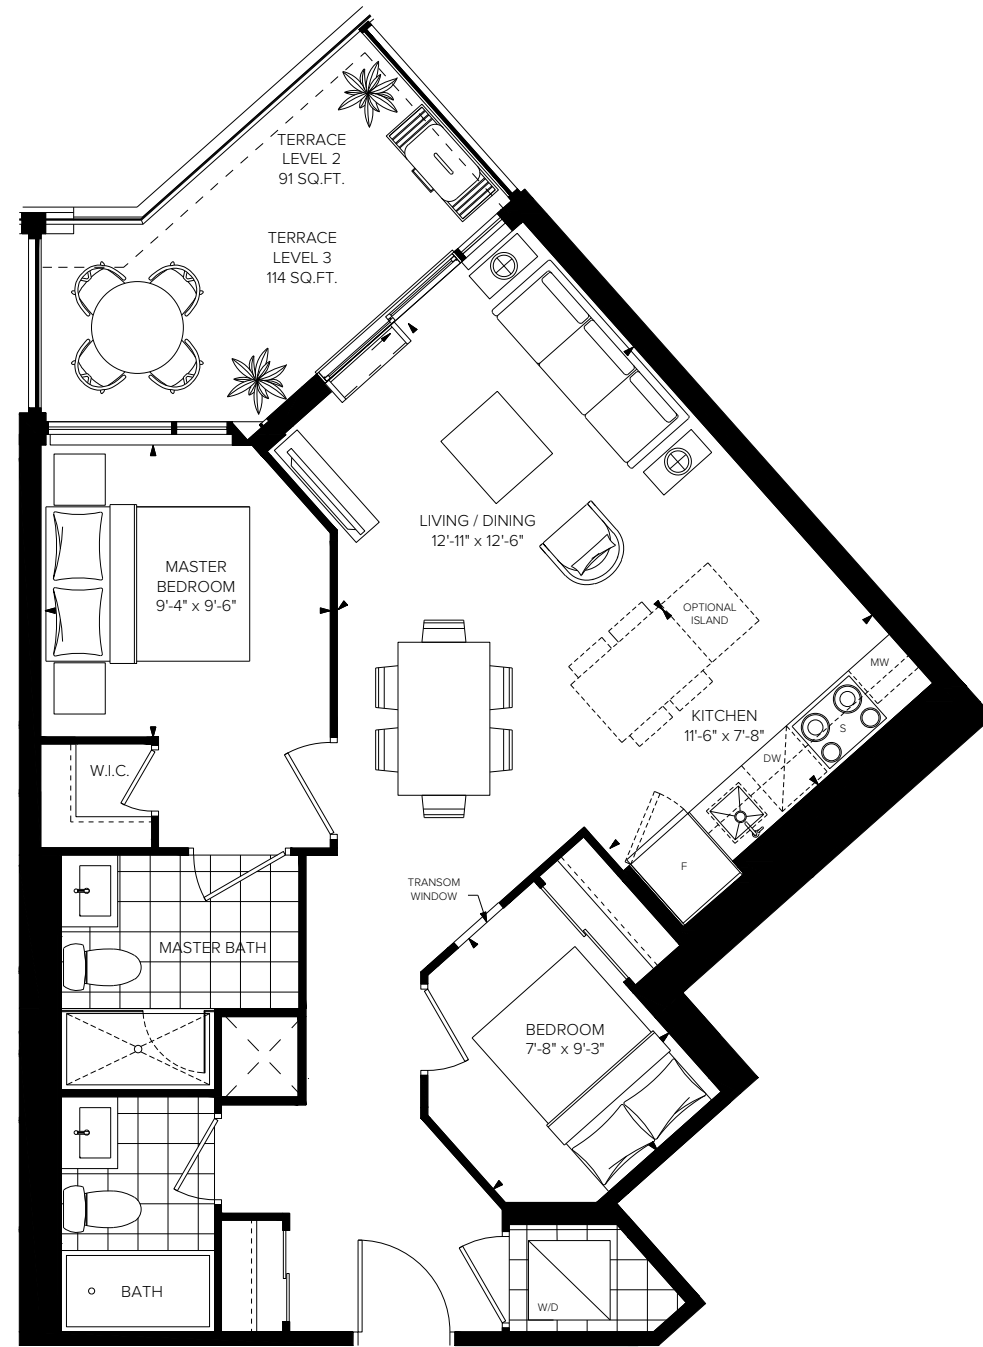 TERRACE
LEVEL 2
91 SQ.FT.
TERRACE
LEVEL 3
114 SQ.FT.
LIVING / DINING
12'-11" x 12'-6"
MASTER
BEDROOM
9'-4" x 9'-6"
OPTIONAL
ISLAND
MW
KITCHEN
11'-6" x 7'-8"
S
DW
W.I.C.
F
TRANSOM
WINDOW
MASTER BATH
BEDROOM
7'-8" x 9'-3"
BATH
W/D